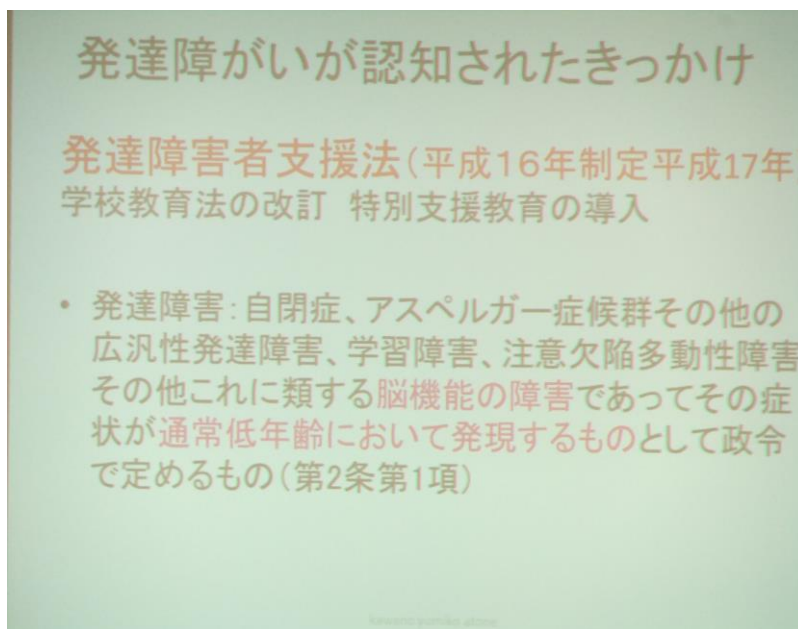 発達障がいが認知されたきっかけ
発達障害者支援法(平成16年制定平成17年
学校教育法の改訂 特別支援教育の導入
• 発達障害:自閉症、アスペルガー症候群その他の
広汎性発達障害、学習障害、注意欠陥多動性障害
その他これに類する脳機能の障害であってその症
状が通常低年齢において発現するものとして政令
で定めるもの(第2条第1項)